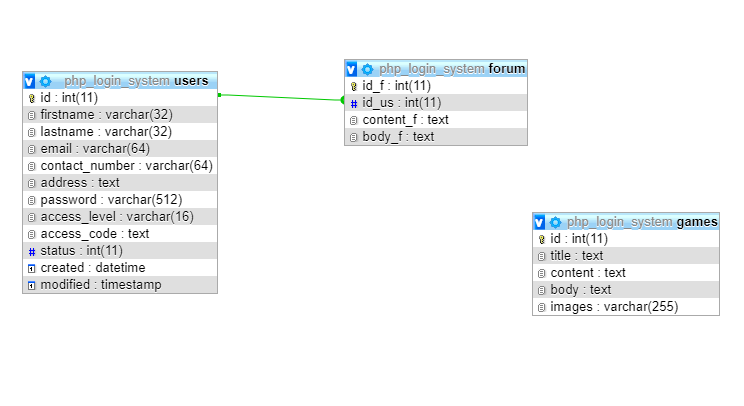 php_login_system users
id : int(11)
firstname : varchar(32)
lastname : varchar(32)
email : varchar(64)
contact_number : varchar(64)
address : text
password : varchar(512)
access_level : varchar(16)
access_code : text
status : int(11)
created : datetime
modified : timestamp
php_login_system forum
id_f : int(11)
id_us : int(11)
content_f : text
body_f : text
php_login_system games
id : int(11)
title : text
content : text
body : text
images : varchar(255)